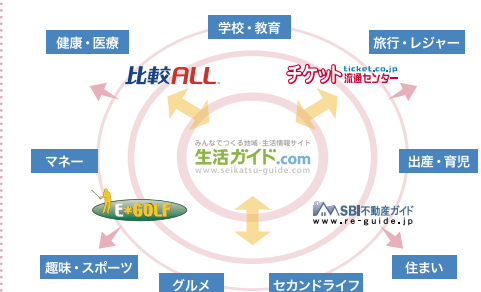 学校・教育
健康・医療
旅行・レジャー
比較ALL
ticket.co.jp
チケット流通センター
みんなでつくる地域・生活情報サイト
生活ガイド.com
www.seikatsu-guide.com
マネー
出産・育児
E★GOLF
SBI不動産ガイド
www.re-guide.jp
趣味・スポーツ
住まい
グルメ
セカンドライフ